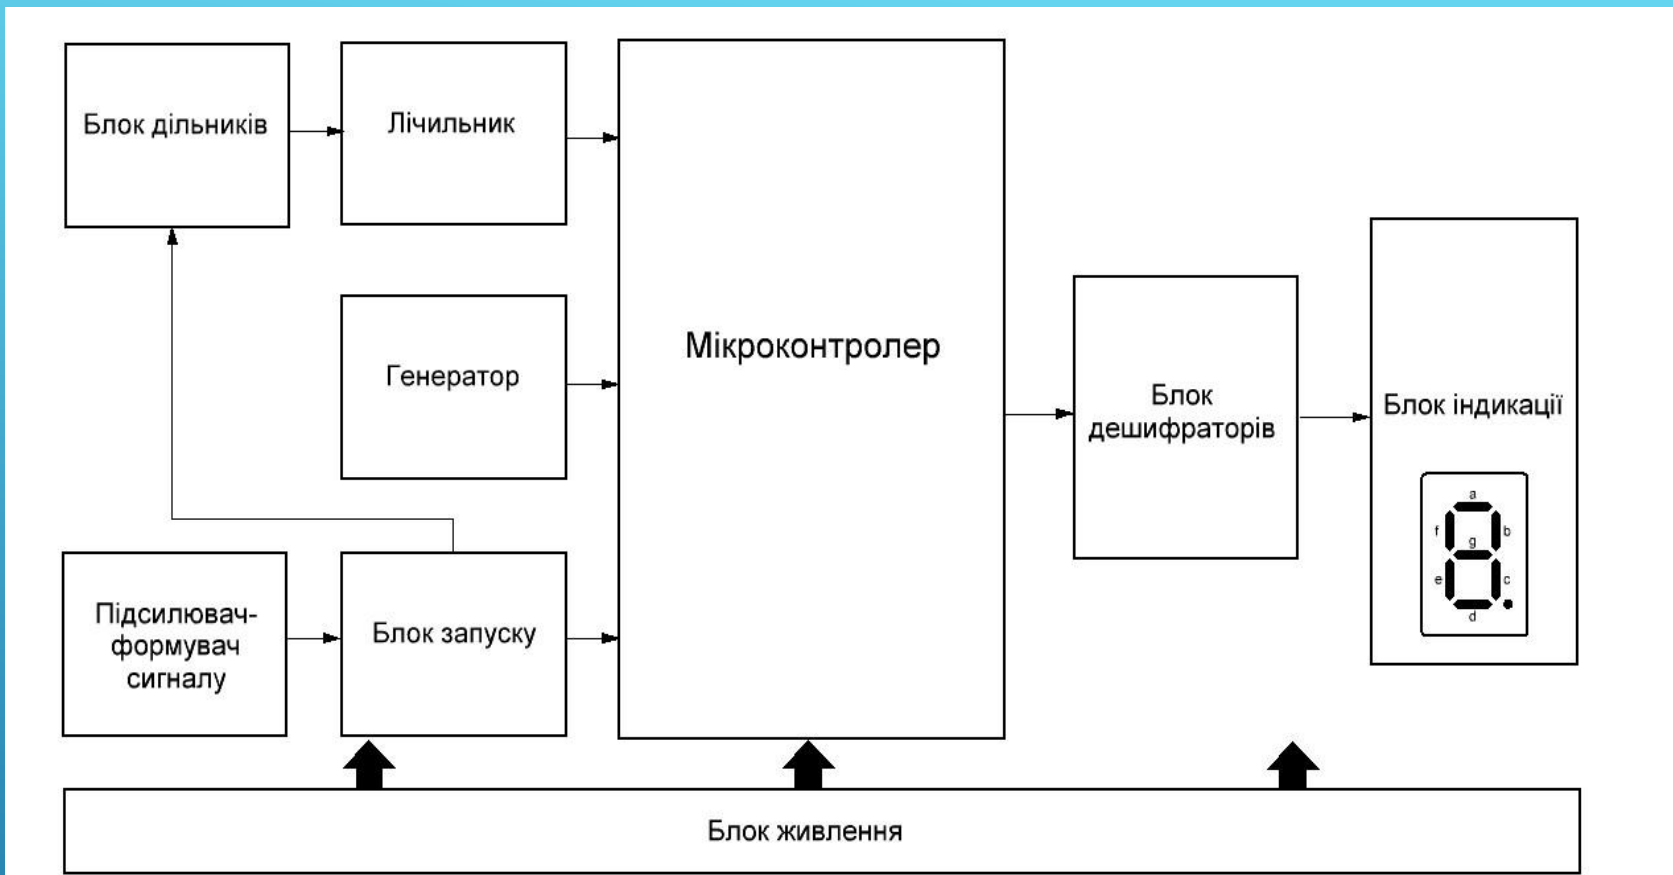 Блок дільників
Лічильник
Генератор
Мікроконтролер
Блок
дешифраторів
Блок індикації
a
f
b
g
e
c
d
Підсилювач-
формувач
сигналу
Блок запуску
Блок живлення